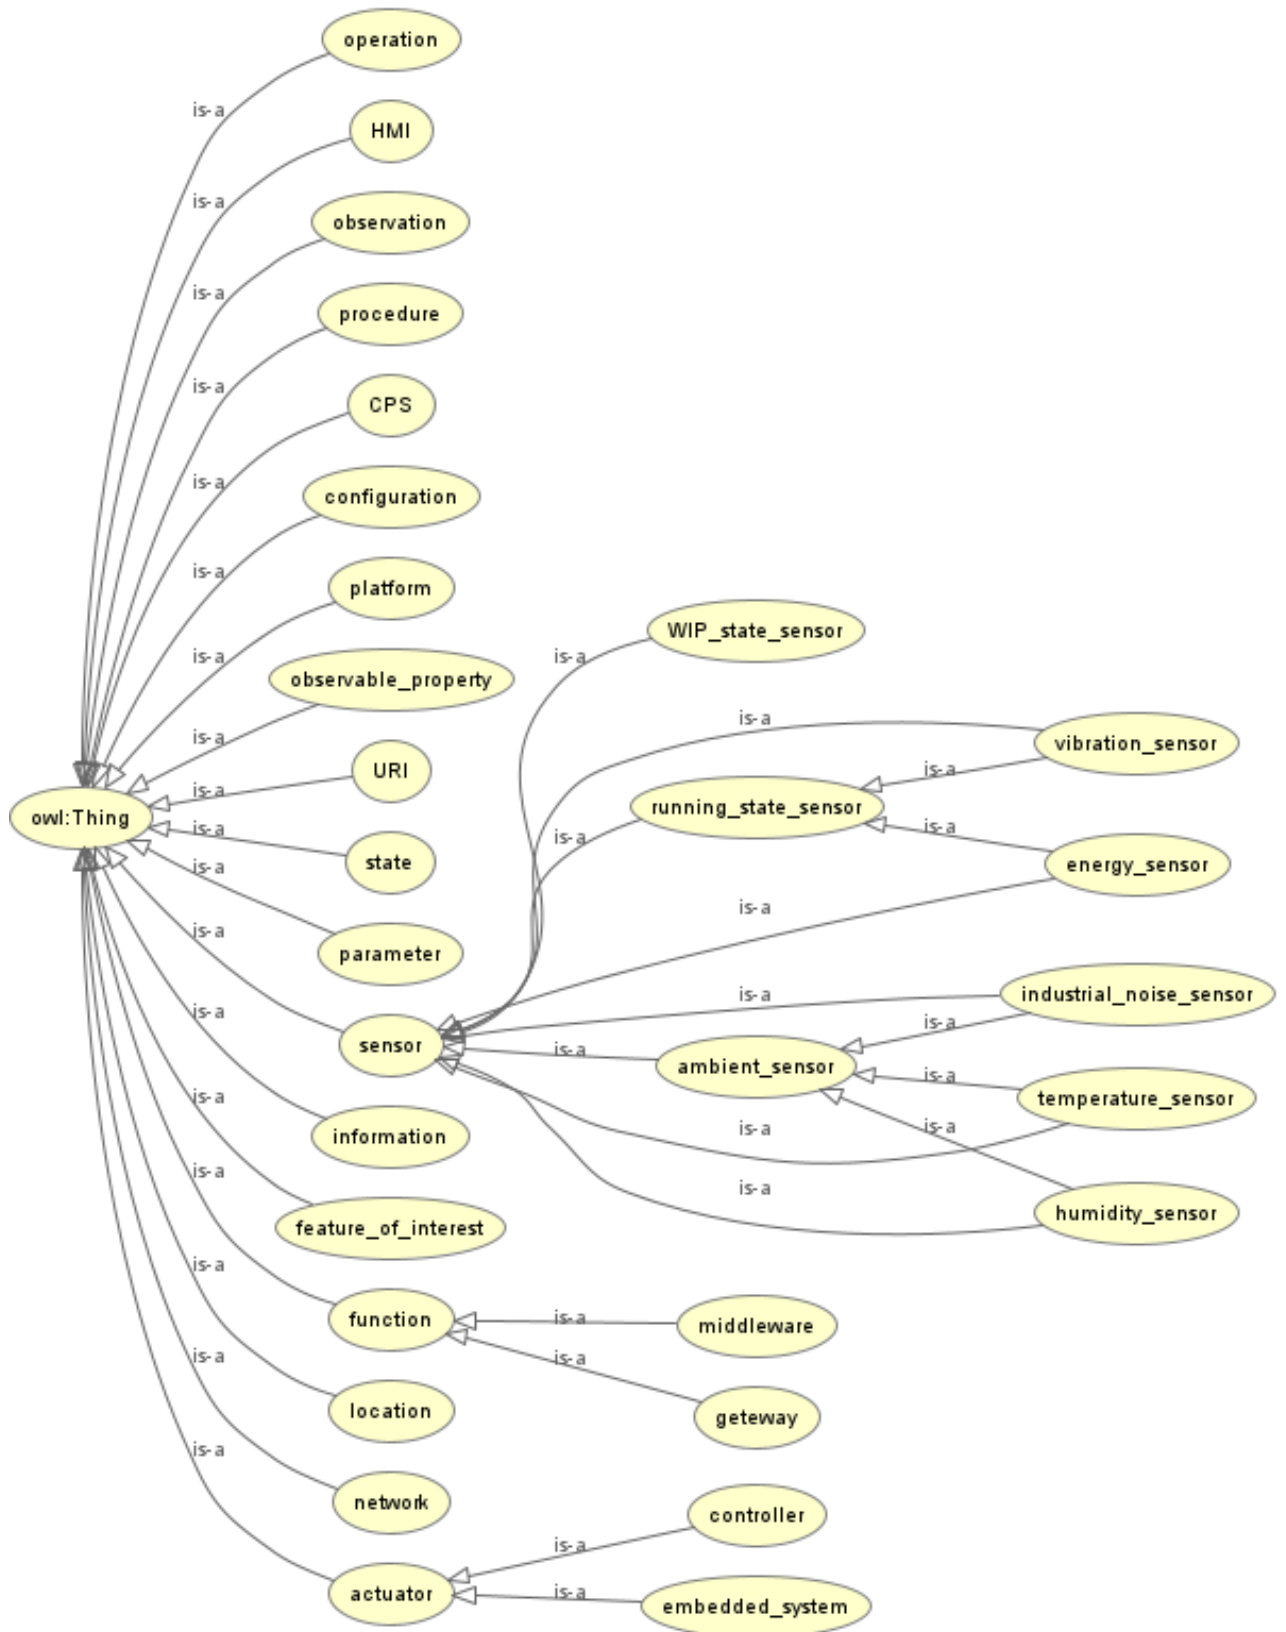 operation
is-a
HMI
is-a
observation
is-a
procedure
is-a
CPS
is-a
configuration
is-a
platform
is-a
WIP_state_sensor
is-a
observable_property
is-a
is-a
vibration_sensor
URI
is-a
is-a
running_state_sensor
owl:Thing
is-a
is-a
is-a
state
is-a
energy_sensor
is-a
is-a
parameter
industrial_noise_sensor
is-a
is-a
is-a
sensor
is-a
ambient_sensor
is-a
temperature_sensor
is-a
information
is-a
is-a
is-a
is-a
humidity_sensor
feature_of_interest
is-a
function
is-a
middleware
is-a
is-a
location
geteway
is-a
network
controller
is-a
actuator
is-a
embedded_system